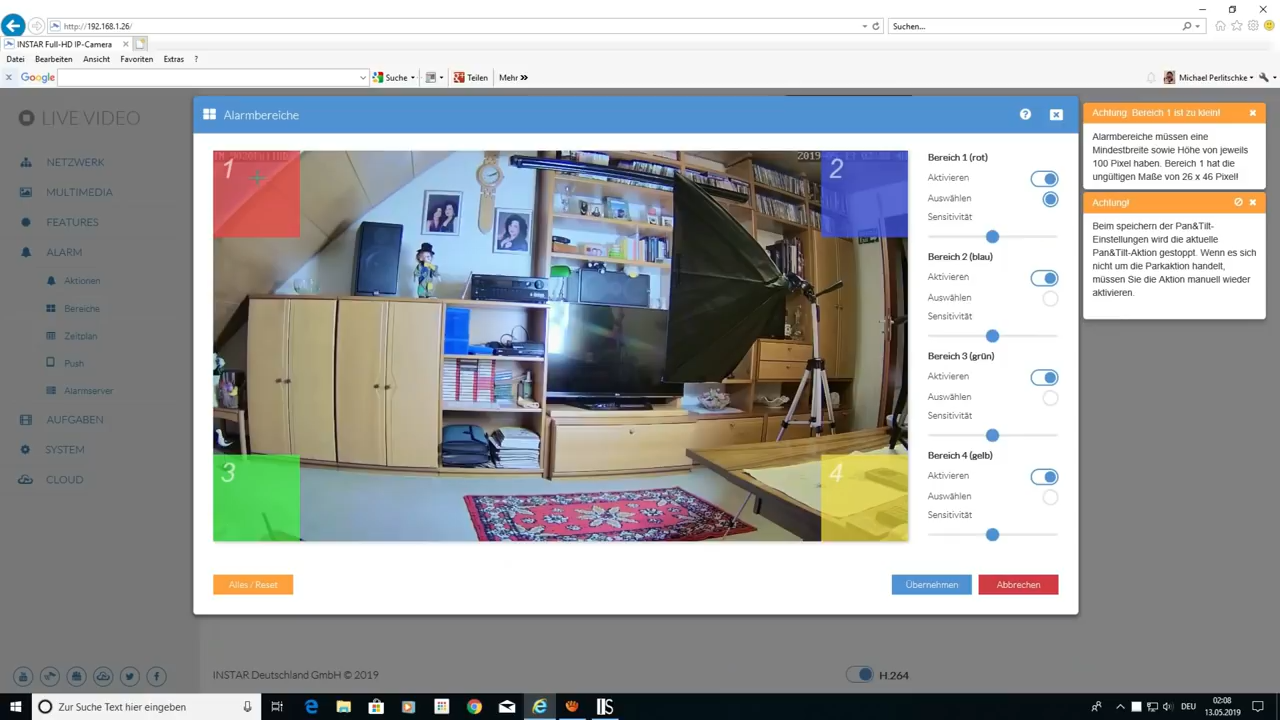 http://192.168.1.26/
Suchen...
INSTAR Full-HD IP-Camera
Datei Bearbeiten Ansicht Favoriten Extras ?
Google Suche Teilen Mehr »
Michael Perlitschke
LIVE VIDEO
NETZWERK
MULTIMEDIA
FEATURES
ALARM
Aktionen
Bereiche
Zeitplan
Push
Alarmserver
AUFGABEN
SYSTEM
CLOUD
Alarmbereiche
1
2
3
4
Bereich 1 (rot)
Aktivieren
Auswählen
Sensitivität
Bereich 2 (blau)
Aktivieren
Auswählen
Sensitivität
Bereich 3 (grün)
Aktivieren
Auswählen
Sensitivität
Bereich 4 (gelb)
Aktivieren
Auswählen
Sensitivität
Alles / Reset
Übernehmen
Abbrechen
Achtung: Bereich 1 ist zu klein!
Alarmbereiche müssen eine
Mindestbreite sowie Höhe von jeweils
100 Pixel haben. Bereich 1 hat die
ungültigen Maße von 26 x 46 Pixel!
Achtung!
Beim speichern der Pan&Tilt-
Einstellungen wird die aktuelle
Pan&Tilt-Aktion gestoppt. Wenn es sich
nicht um die Parkaktion handelt,
müssen Sie die Aktion manuell wieder
aktivieren.
INSTAR Deutschland GmbH © 2019
H.264
Zur Suche Text hier eingeben
DEU
02:08
13.05.2019